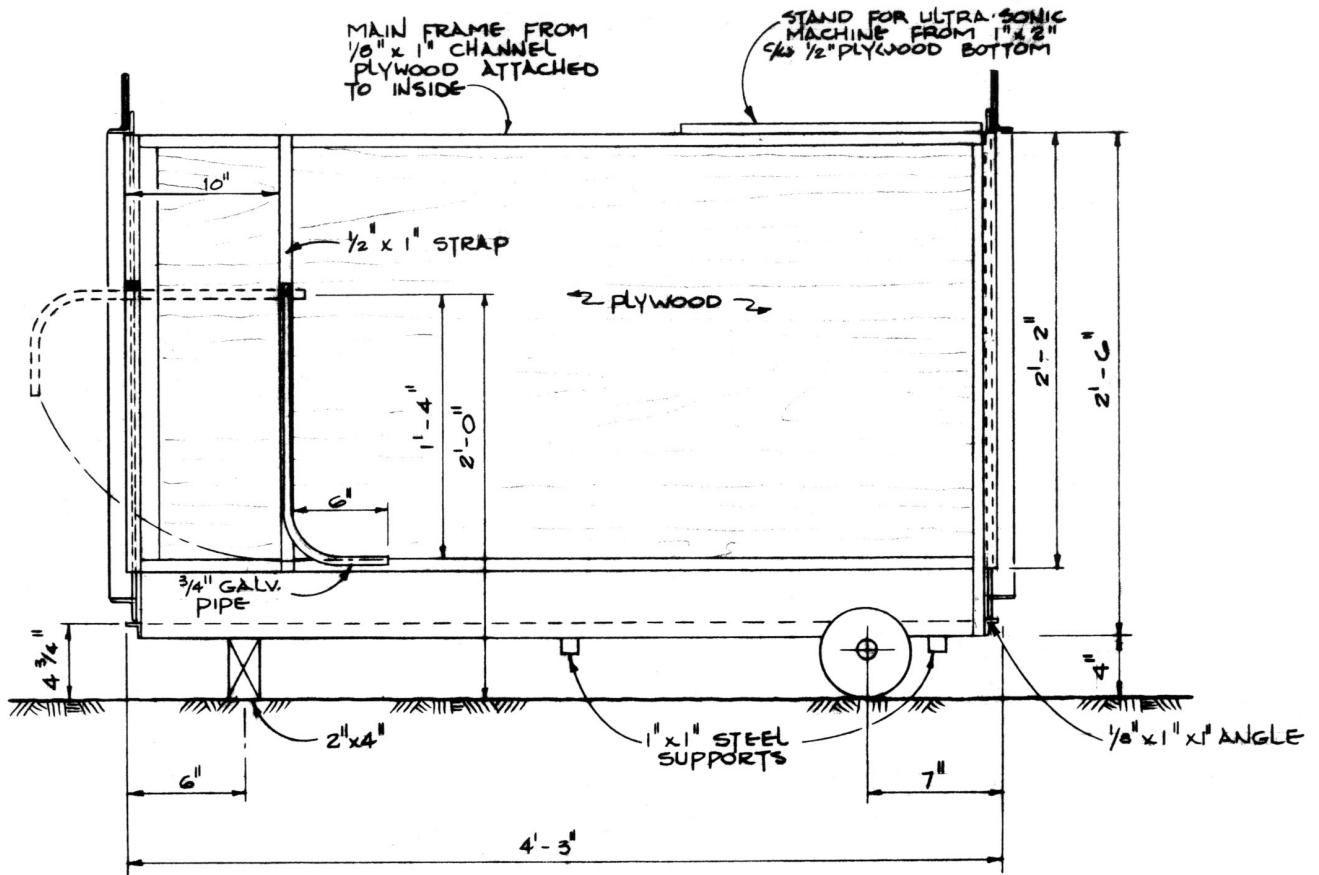 MAIN FRAME FROM
1/8" x 1" CHANNEL
PLYWOOD ATTACHED
TO INSIDE
STAND FOR ULTRA-SONIC
MACHINE FROM 1" x 2"
C/W 1/2" PLYWOOD BOTTOM
10"
1/2" x 1" STRAP
PLYWOOD
1'-4"
2'-0"
2'-2"
2'-6"
6"
3/4" GALV.
PIPE
4 3/4"
4"
2"x4"
1" x 1" STEEL
SUPPORTS
1/8" x 1" x 1" ANGLE
6"
7"
4'-3"